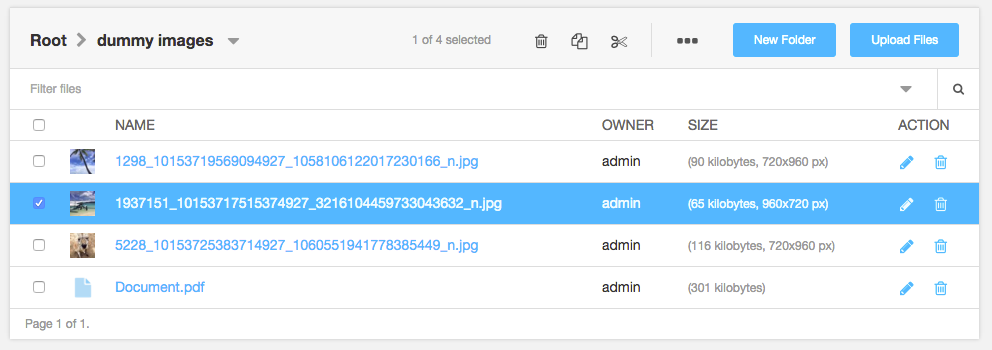 Root dummy images 1 of 4 selected New Folder Upload Files
Filter files
NAME OWNER SIZE ACTION
1298_10153719569094927_1058106122017230166_n.jpg admin (90 kilobytes, 720x960 px)
1937151_10153717515374927_3216104459733043632_n.jpg admin (65 kilobytes, 960x720 px)
5228_10153725383714927_1060551941778385449_n.jpg admin (116 kilobytes, 720x960 px)
Document.pdf admin (301 kilobytes)
Page 1 of 1.